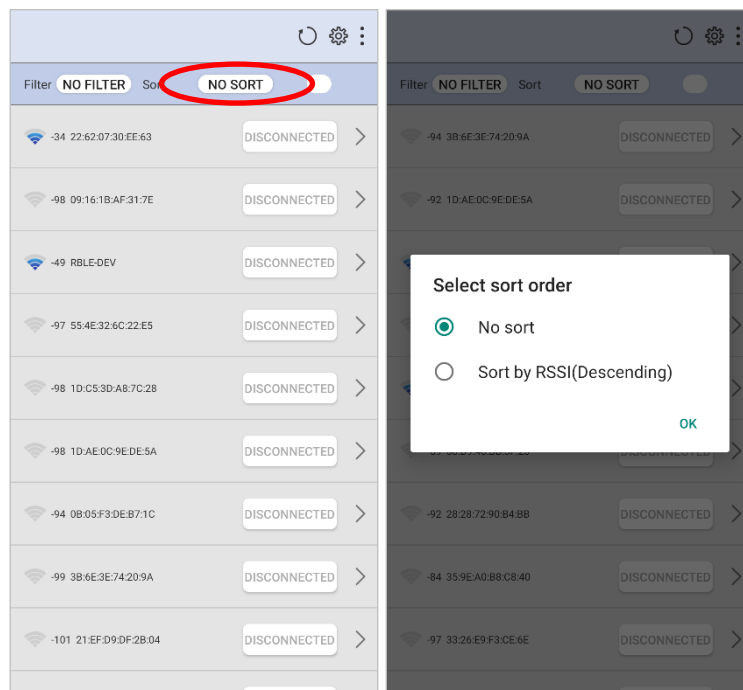 Filter NO FILTER Sor NO SORT
-34 22:62:07:30:EE:63 DISCONNECTED
-98 09:16:1B:AF:31:7E DISCONNECTED
-49 RBLE-DEV DISCONNECTED
-97 55:4E:32:6C:22:E5 DISCONNECTED
-98 1D:C5:3D:A8:7C:28 DISCONNECTED
-98 1D:AE:0C:9E:DE:5A DISCONNECTED
-94 0B:05:F3:DE:B7:1C DISCONNECTED
-99 3B:6E:3E:74:20:9A DISCONNECTED
-101 21:EF:D9:DF:2B:04 DISCONNECTED
Filter NO FILTER Sort NO SORT
-94 3B:6E:3E:74:20:9A DISCONNECTED
-92 1D:AE:0C:9E:DE:5A DISCONNECTED
Select sort order
No sort
Sort by RSSI(Descending)
OK
DISCONNECTED
-92 28:28:72:90:B4:BB DISCONNECTED
-84 35:9E:A0:B8:C8:40 DISCONNECTED
-97 33:26:E9:F3:CE:6E DISCONNECTED